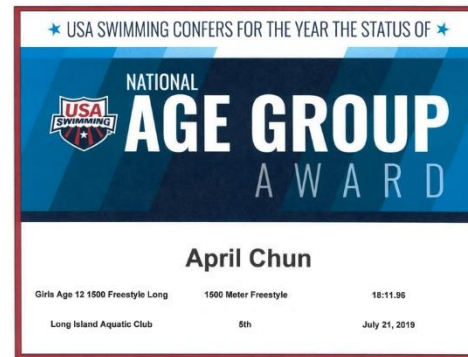 ★ USA SWIMMING CONFERS FOR THE YEAR THE STATUS OF ★
USA
SWIMMING
NATIONAL
AGE GROUP
AWARD
April Chun
Girls Age 12 1500 Freestyle Long 1500 Meter Freestyle 18:11.96
Long Island Aquatic Club 5th July 21, 2019